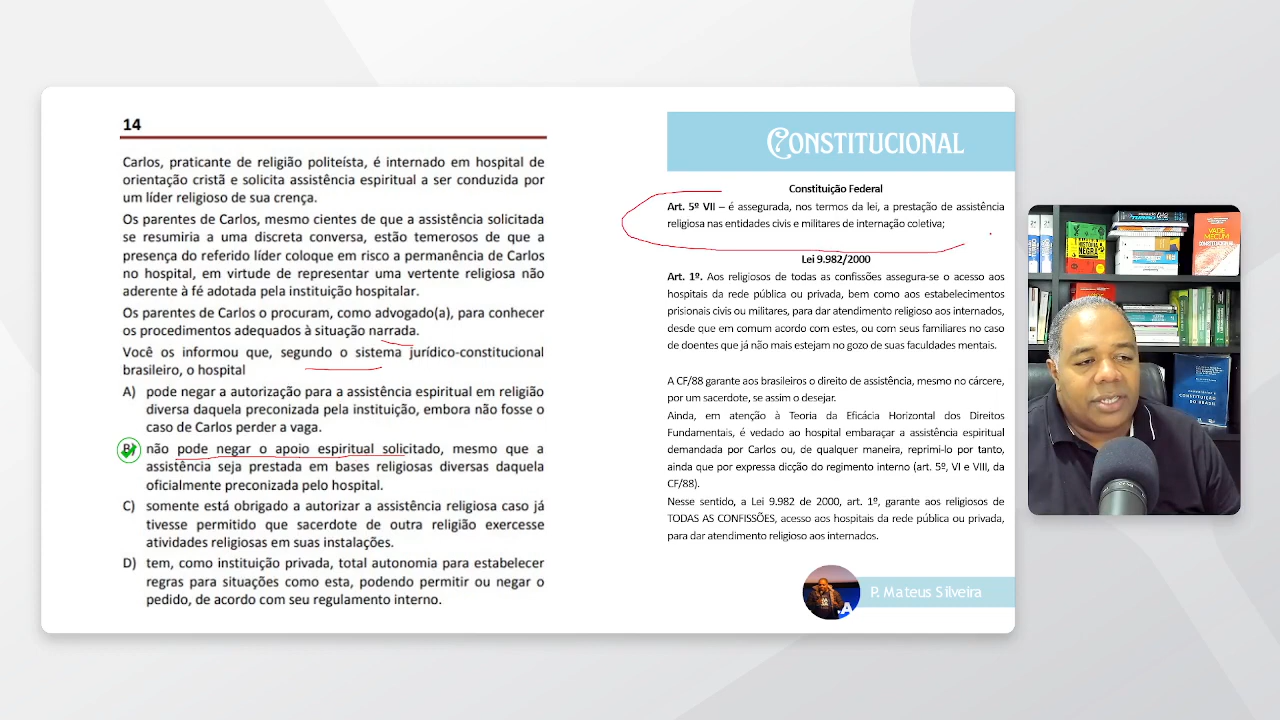 14
Carlos, praticante de religião politeísta, é internado em hospital de
orientação cristã e solicita assistência espiritual a ser conduzida por
um líder religioso de sua crença.
Os parentes de Carlos, mesmo cientes de que a assistência solicitada
se resumiria a uma discreta conversa, estão temerosos de que a
presença do referido líder coloque em risco a permanência de Carlos
no hospital, em virtude de representar uma vertente religiosa não
aderente à fé adotada pela instituição hospitalar.
Os parentes de Carlos o procuram, como advogado(a), para conhecer
os procedimentos adequados à situação narrada.
Você os informou que, segundo o sistema jurídico-constitucional
brasileiro, o hospital
A) pode negar a autorização para a assistência espiritual em religião
diversa daquela preconizada pela instituição, embora não fosse o
caso de Carlos perder a vaga.
B) não pode negar o apoio espiritual solicitado, mesmo que a
assistência seja prestada em bases religiosas diversas daquela
oficialmente preconizada pelo hospital.
C) somente está obrigado a autorizar a assistência religiosa caso já
tivesse permitido que sacerdote de outra religião exercesse
atividades religiosas em suas instalações.
D) tem, como instituição privada, total autonomia para estabelecer
regras para situações como esta, podendo permitir ou negar o
pedido, de acordo com seu regulamento interno.
CONSTITUCIONAL
Constituição Federal
Art. 5º VII – é assegurada, nos termos da lei, a prestação de assistência
religiosa nas entidades civis e militares de internação coletiva;
Lei 9.982/2000
Art. 1º. Aos religiosos de todas as confissões assegura-se o acesso aos
hospitais da rede pública ou privada, bem como aos estabelecimentos
prisionais civis ou militares, para dar atendimento religioso aos internados,
desde que em comum acordo com estes, ou com seus familiares no caso
de doentes que já não mais estejam no gozo de suas faculdades mentais.
A CF/88 garante aos brasileiros o direito de assistência, mesmo no cárcere,
por um sacerdote, se assim o desejar.
Ainda, em atenção à Teoria da Eficácia Horizontal dos Direitos
Fundamentais, é vedado ao hospital embaraçar a assistência espiritual
demandada por Carlos ou, de qualquer maneira, reprimi-lo por tanto,
ainda que por expressa dicção do regimento interno (art. 5º, VI e VIII, da
CF/88).
Nesse sentido, a Lei 9.982 de 2000, art. 1º, garante aos religiosos de
TODAS AS CONFISSÕES, acesso aos hospitais da rede pública ou privada,
para dar atendimento religioso aos internados.
P. Mateus Silveira
VADE
MECUM